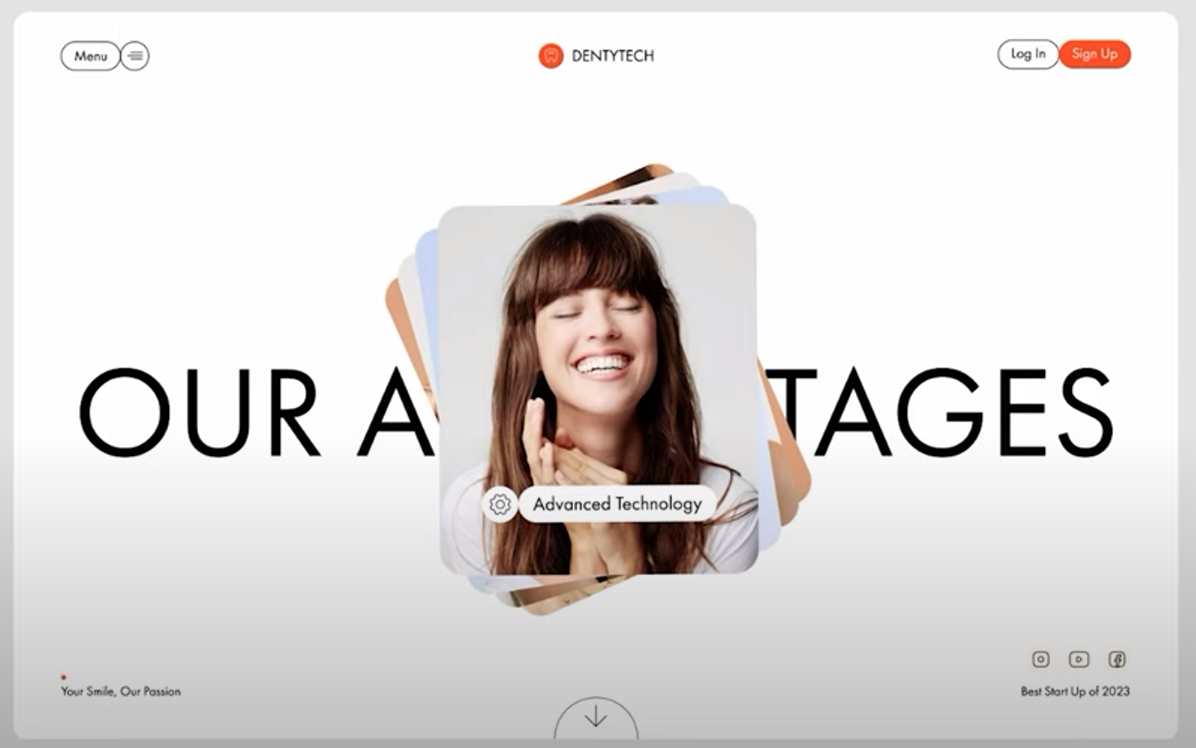 Menu
DENTYTECH
Log In
Sign Up
OUR A TAGES
Advanced Technology
Your Smile, Our Passion
Best Start Up of 2023